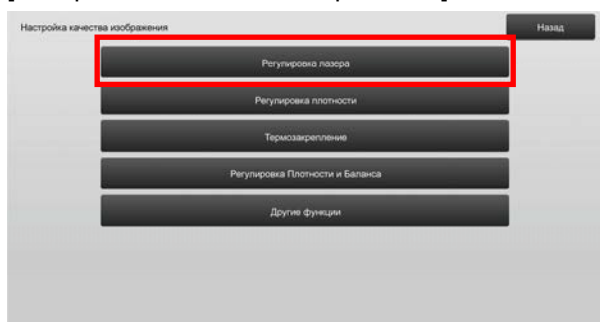 Настройка качества изображения
Назад
Регулировка лазера
Регулировка плотности
Термозакрепление
Регулировка Плотности и Баланса
Другие функции